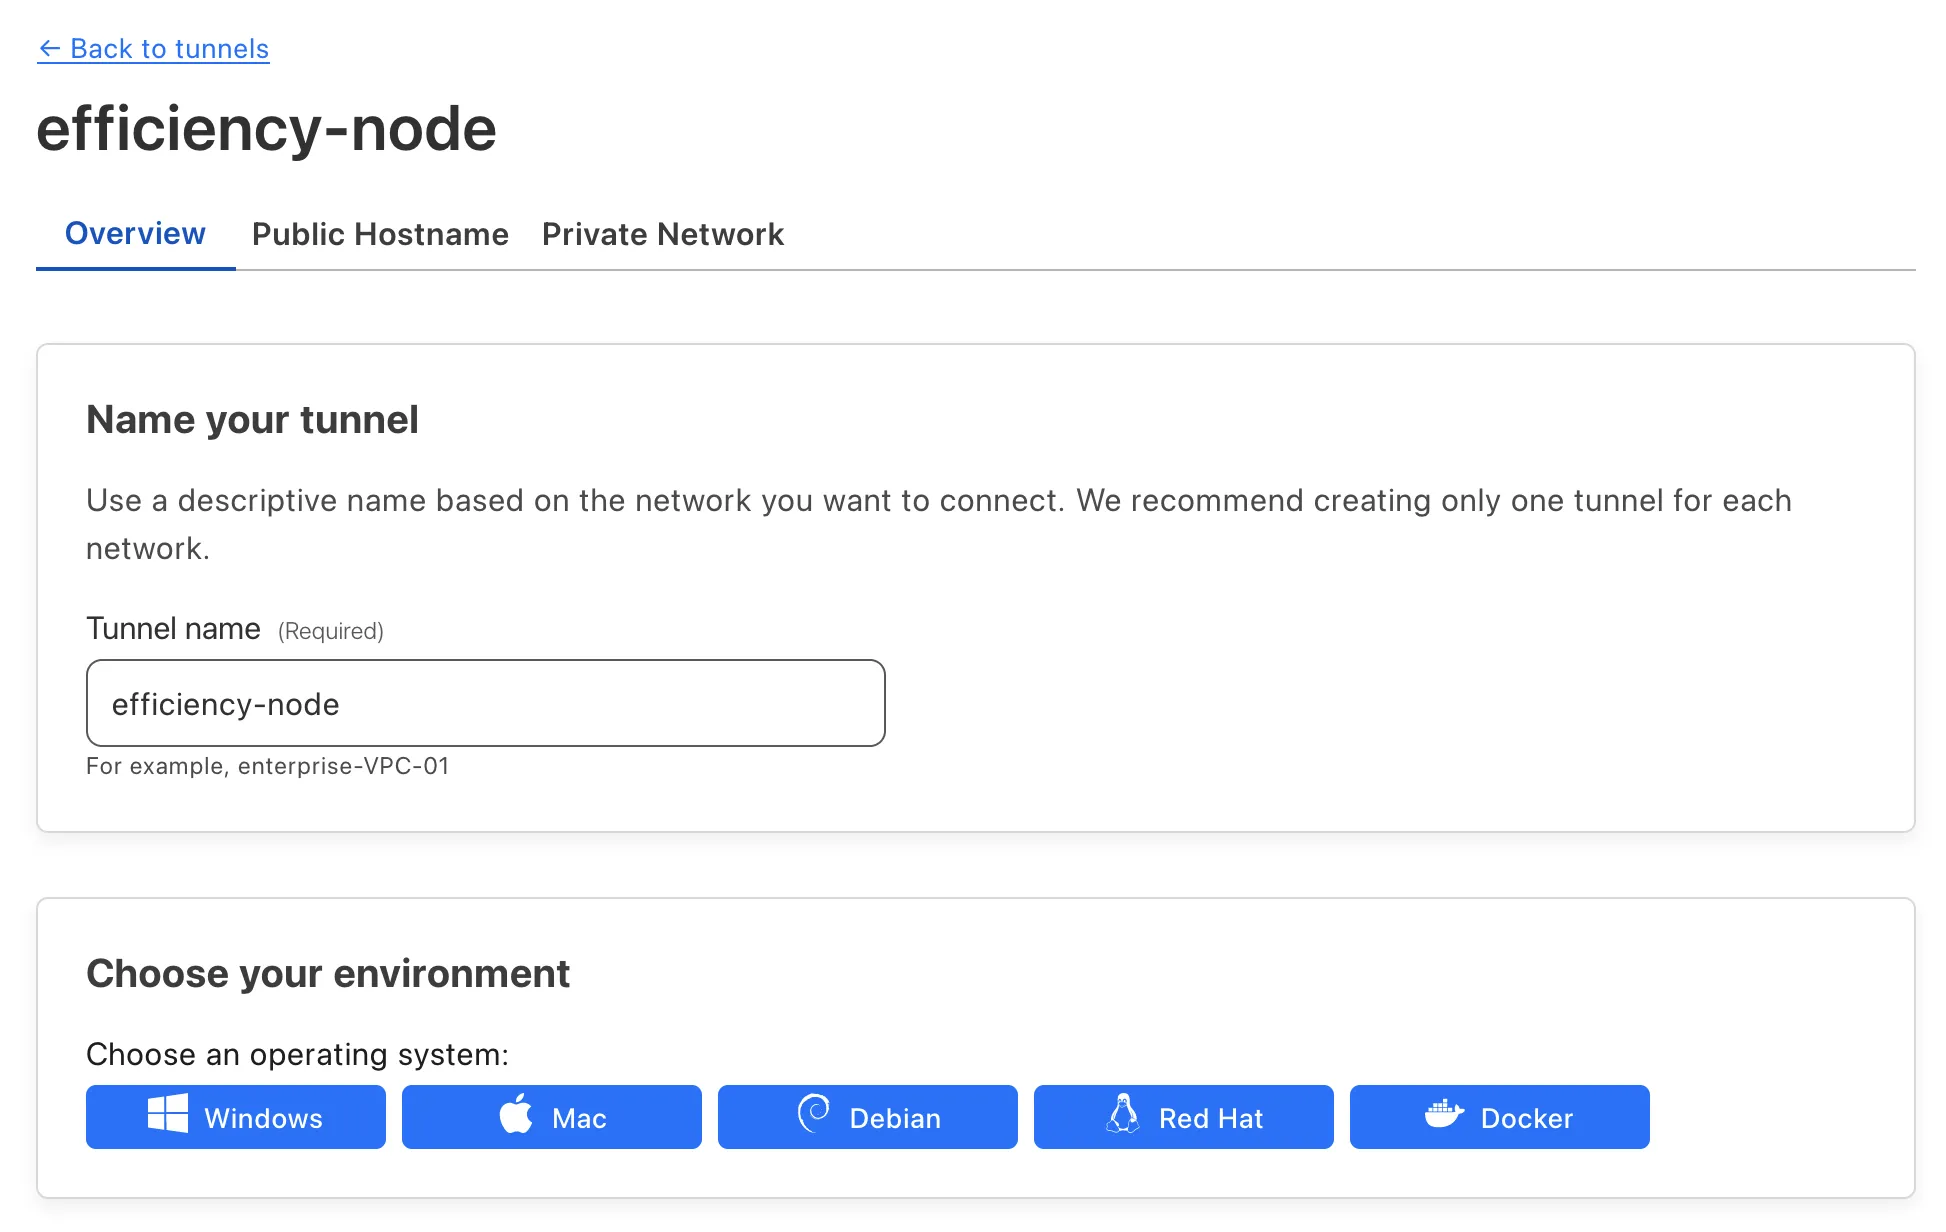 ← Back to tunnels
efficiency-node
Overview Public Hostname Private Network
Name your tunnel
Use a descriptive name based on the network you want to connect. We recommend creating only one tunnel for each
network.
Tunnel name (Required)
efficiency-node
For example, enterprise-VPC-01
Choose your environment
Choose an operating system:
Windows Mac Debian Red Hat Docker